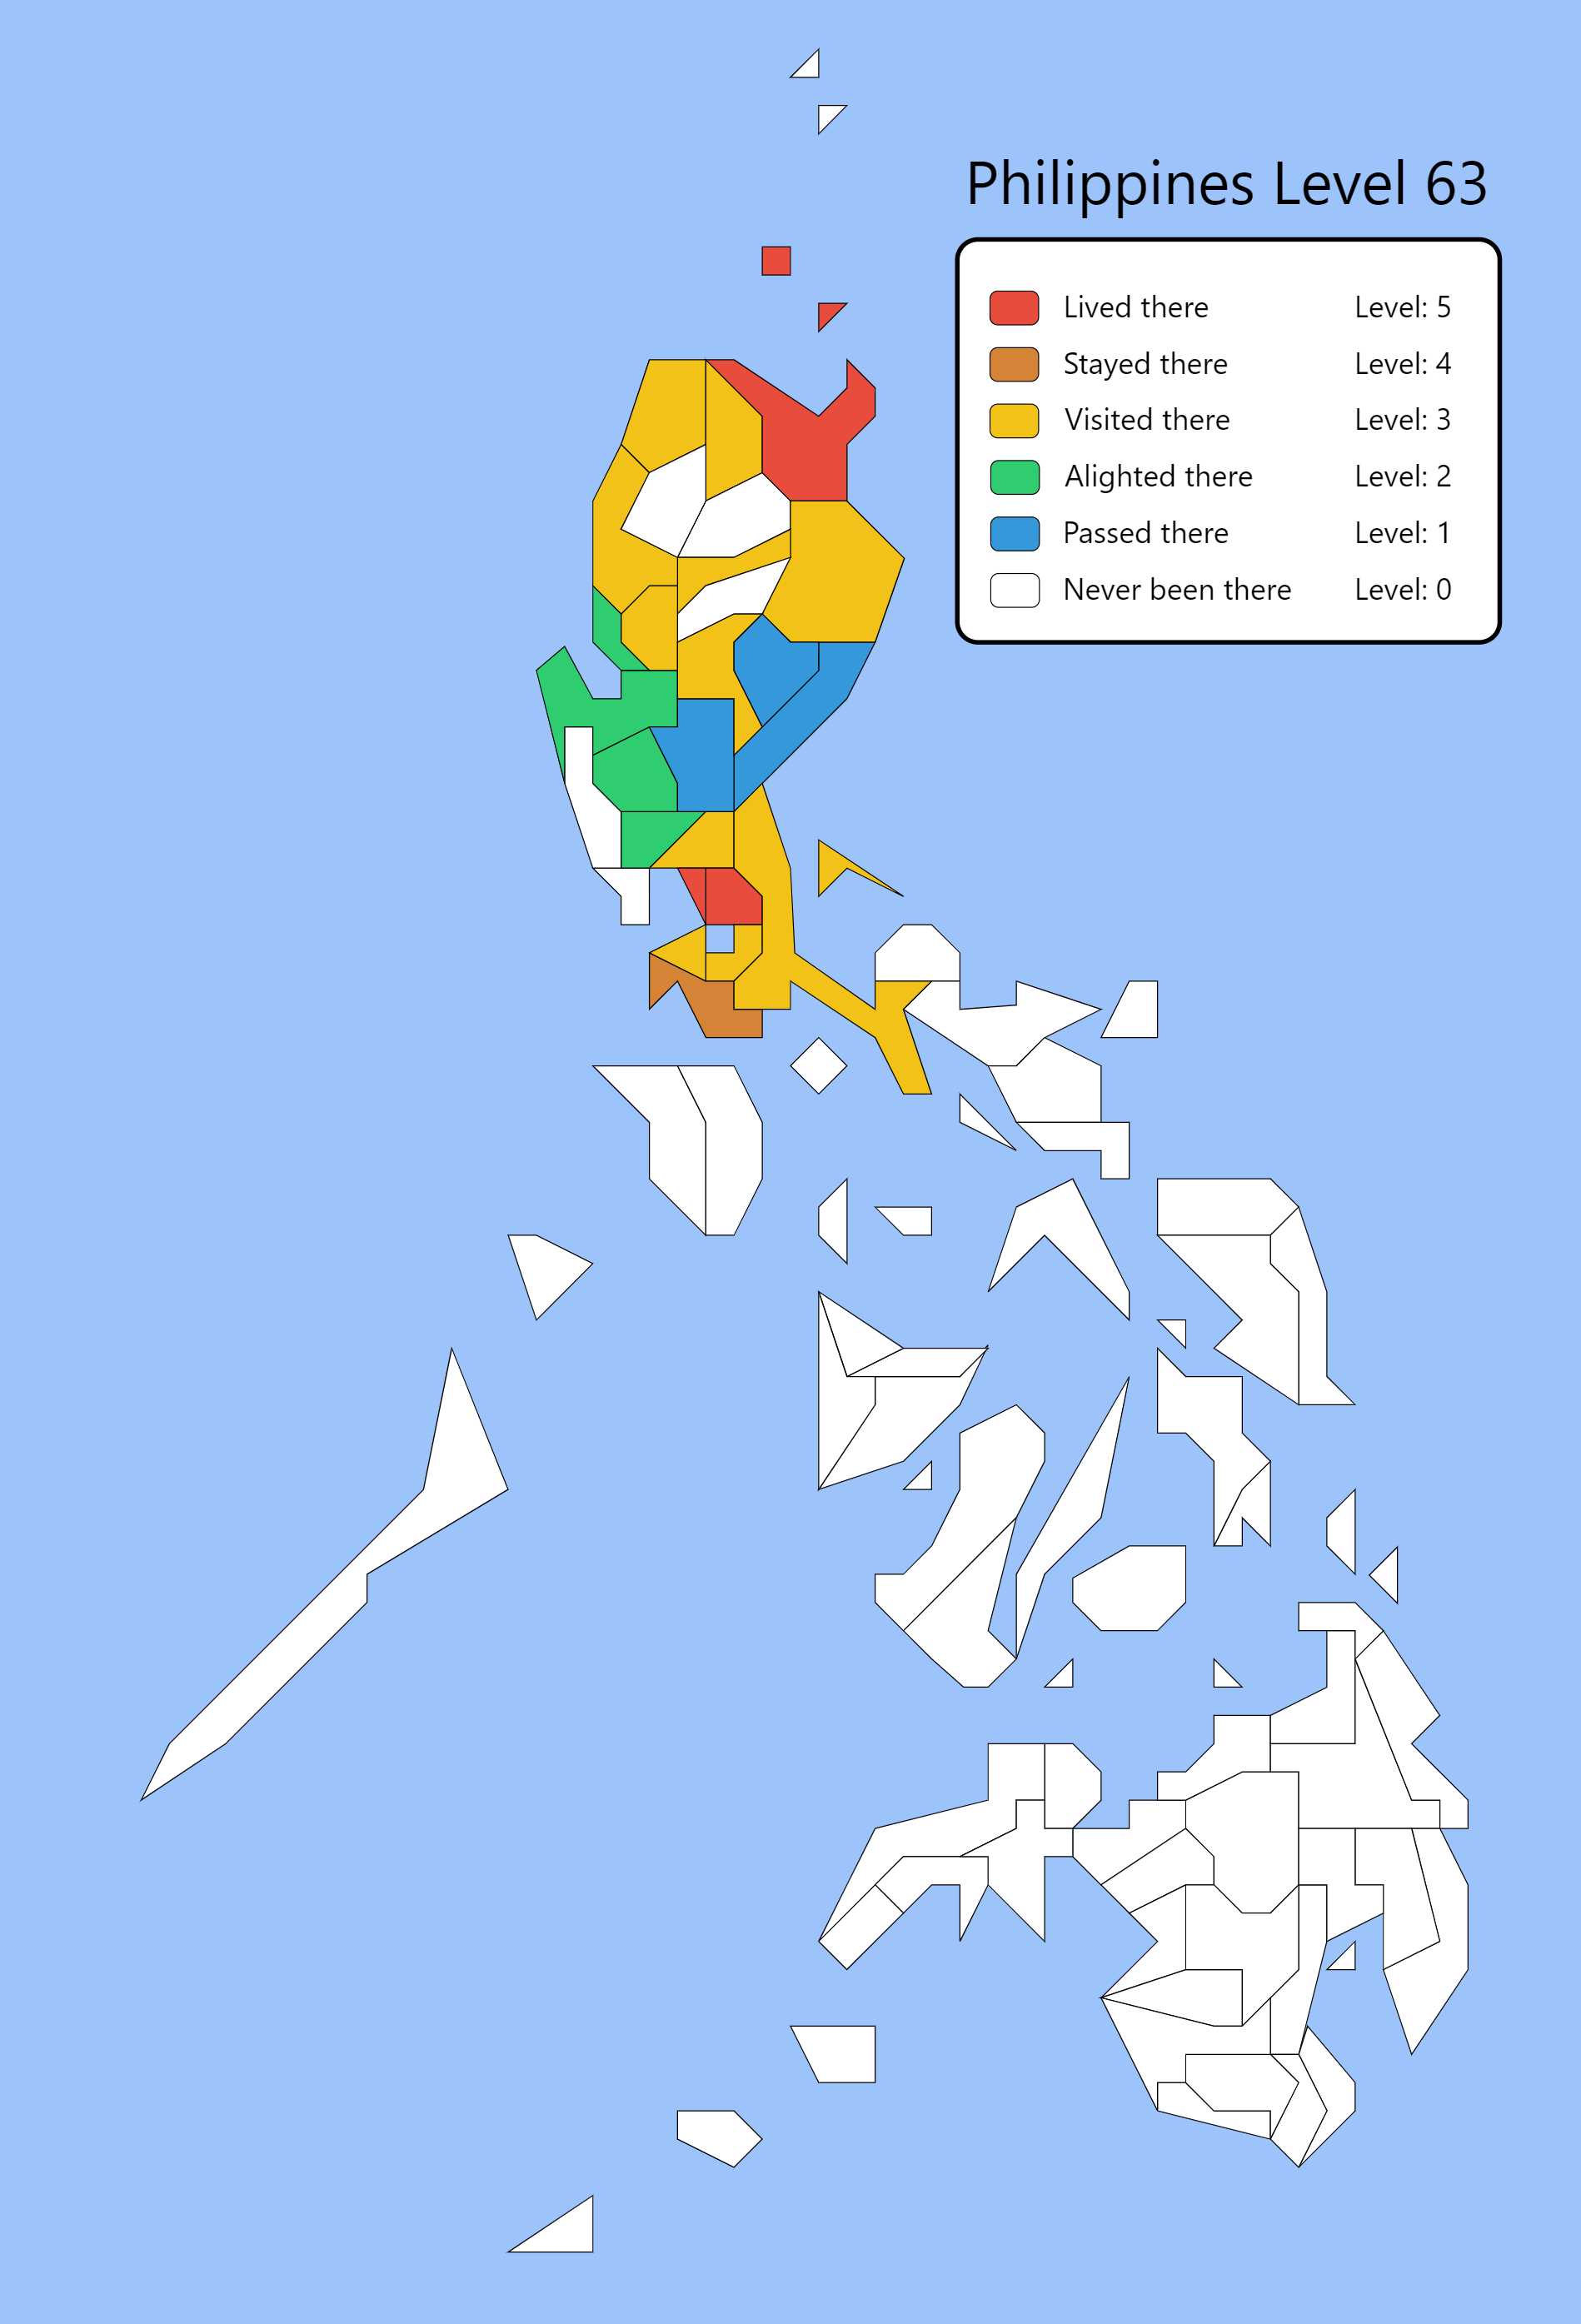 Philippines Level 63
Lived there Level: 5
Stayed there Level: 4
Visited there Level: 3
Alighted there Level: 2
Passed there Level: 1
Never been there Level: 0